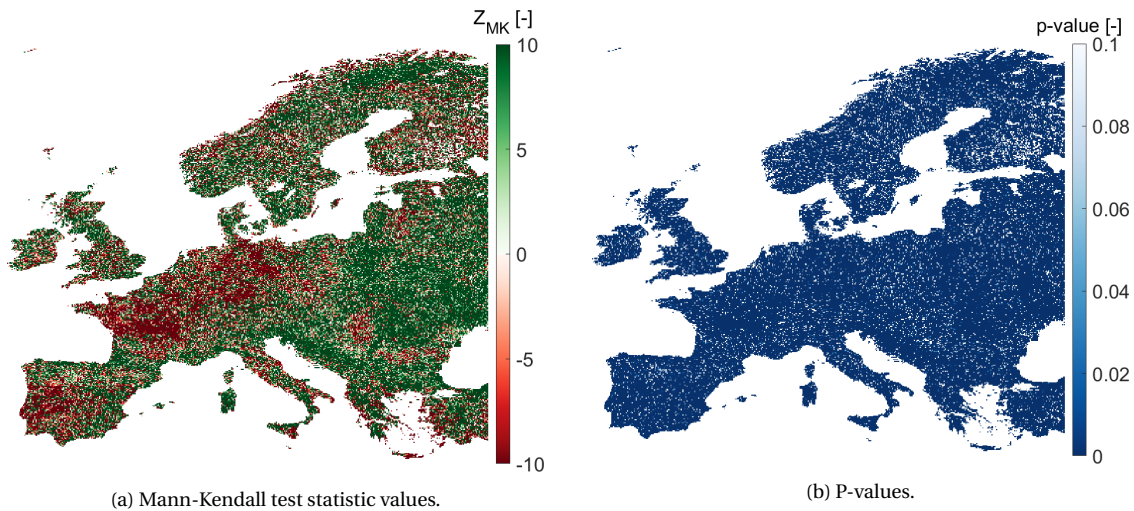 Z_MK [-]
10
5
0
-5
-10
(a) Mann-Kendall test statistic values.
p-value [-]
0.1
0.08
0.06
0.04
0.02
0
(b) P-values.